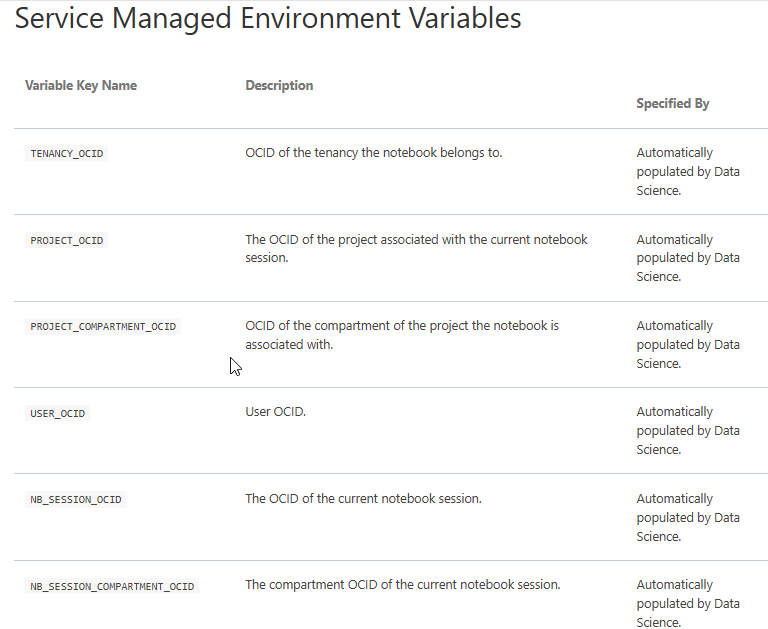 Service Managed Environment Variables
Variable Key Name Description
Specified By
TENANCY_OCID OCID of the tenancy the notebook belongs to. Automatically
populated by Data
Science.
PROJECT_OCID The OCID of the project associated with the current notebook Automatically
session. populated by Data
Science.
PROJECT_COMPARTMENT_OCID OCID of the compartment of the project the notebook is Automatically
associated with. populated by Data
Science.
USER_OCID User OCID. Automatically
populated by Data
Science.
NB_SESSION_OCID The OCID of the current notebook session. Automatically
populated by Data
Science.
NB_SESSION_COMPARTMENT_OCID The compartment OCID of the current notebook session. Automatically
populated by Data
Science.